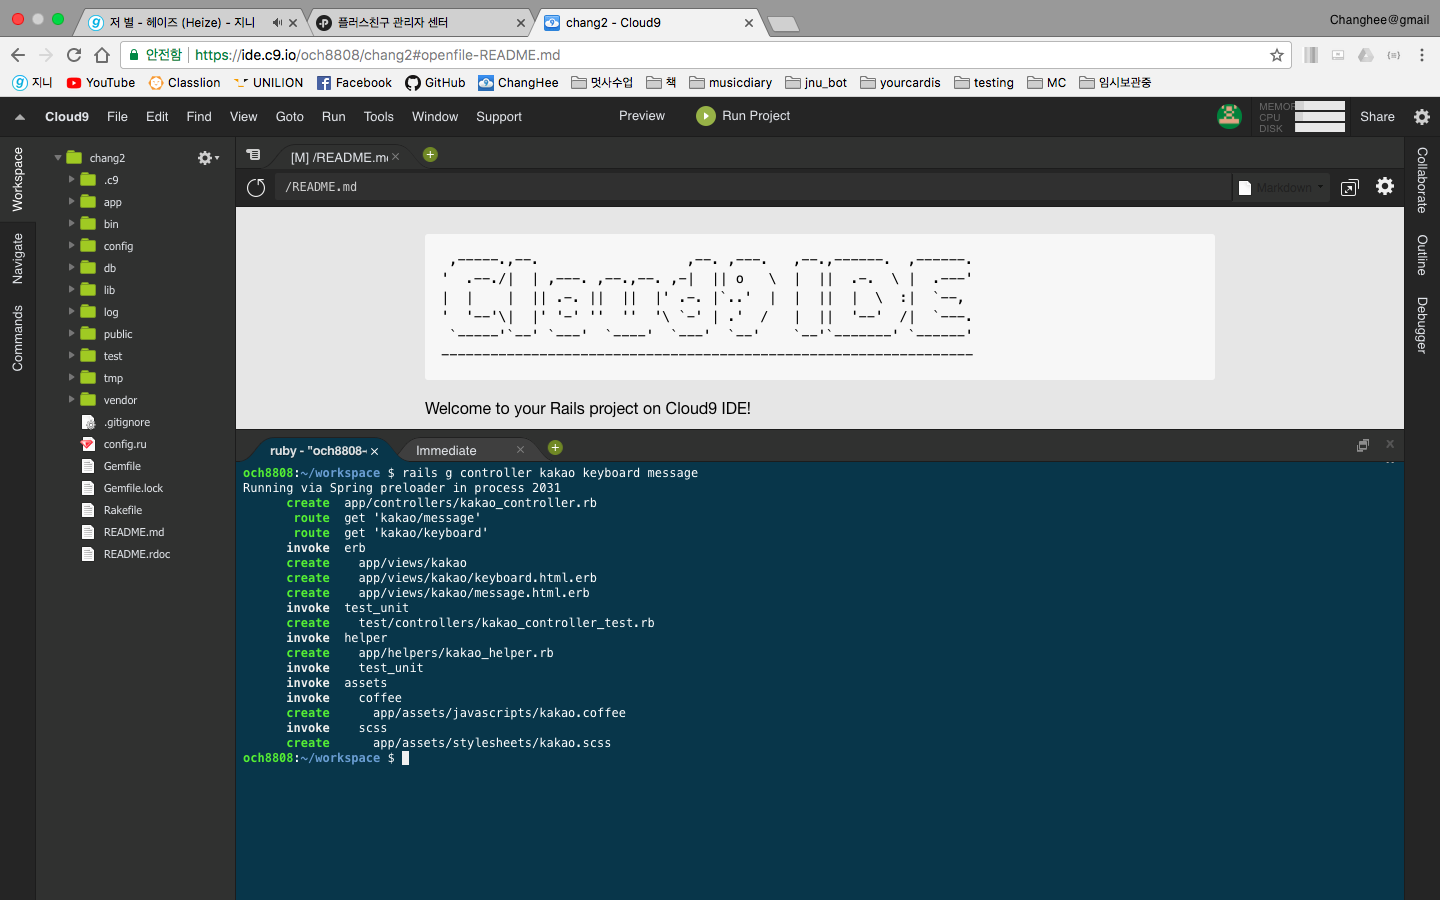 저 별 - 헤이즈 (Heize) - 지니
플러스친구 관리자 센터
chang2 - Cloud9
Changhee@gmail
안전함 https://ide.c9.io/och8808/chang2#openfile-README.md
지니 YouTube Classlion UNILION Facebook GitHub ChangHee 멋사수업 책 musicdiary jnu_bot yourcardis testing MC 임시보관중
Cloud9 File Edit Find View Goto Run Tools Window Support Preview Run Project MEMOR CPU DISK Share
Workspace
Navigate
Commands
chang2
.c9
app
bin
config
db
lib
log
public
test
tmp
vendor
.gitignore
config.ru
Gemfile
Gemfile.lock
Rakefile
README.md
README.rdoc
[M] /README.m
/README.md
Markdown
Cloud9 IDE
Welcome to your Rails project on Cloud9 IDE!
Collaborate
Outline
Debugger
ruby - "och8808- Immediate
och8808:~/workspace $ rails g controller kakao keyboard message
Running via Spring preloader in process 2031
create app/controllers/kakao_controller.rb
route get 'kakao/message'
route get 'kakao/keyboard'
invoke erb
create app/views/kakao
create app/views/kakao/keyboard.html.erb
create app/views/kakao/message.html.erb
invoke test_unit
create test/controllers/kakao_controller_test.rb
invoke helper
create app/helpers/kakao_helper.rb
invoke test_unit
invoke assets
invoke coffee
create app/assets/javascripts/kakao.coffee
invoke scss
create app/assets/stylesheets/kakao.scss
och8808:~/workspace $